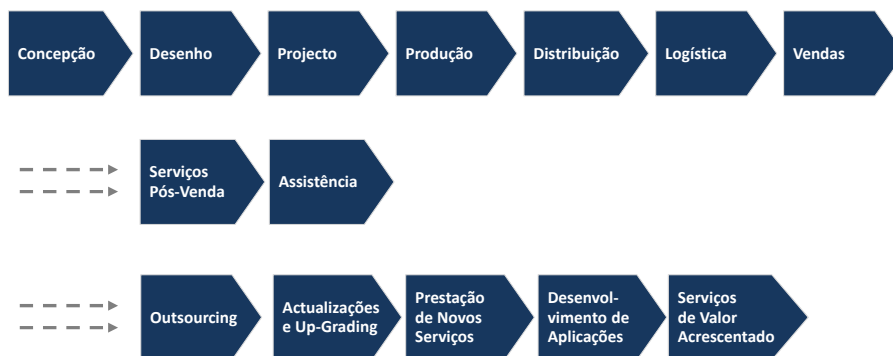 Concepção
Desenho
Projecto
Produção
Distribuição
Logística
Vendas
Serviços
Pós-Venda
Assistência
Outsourcing
Actualizações
e Up-Grading
Prestação
de Novos
Serviços
Desenvol-
vimento de
Aplicações
Serviços
de Valor
Acrescentado